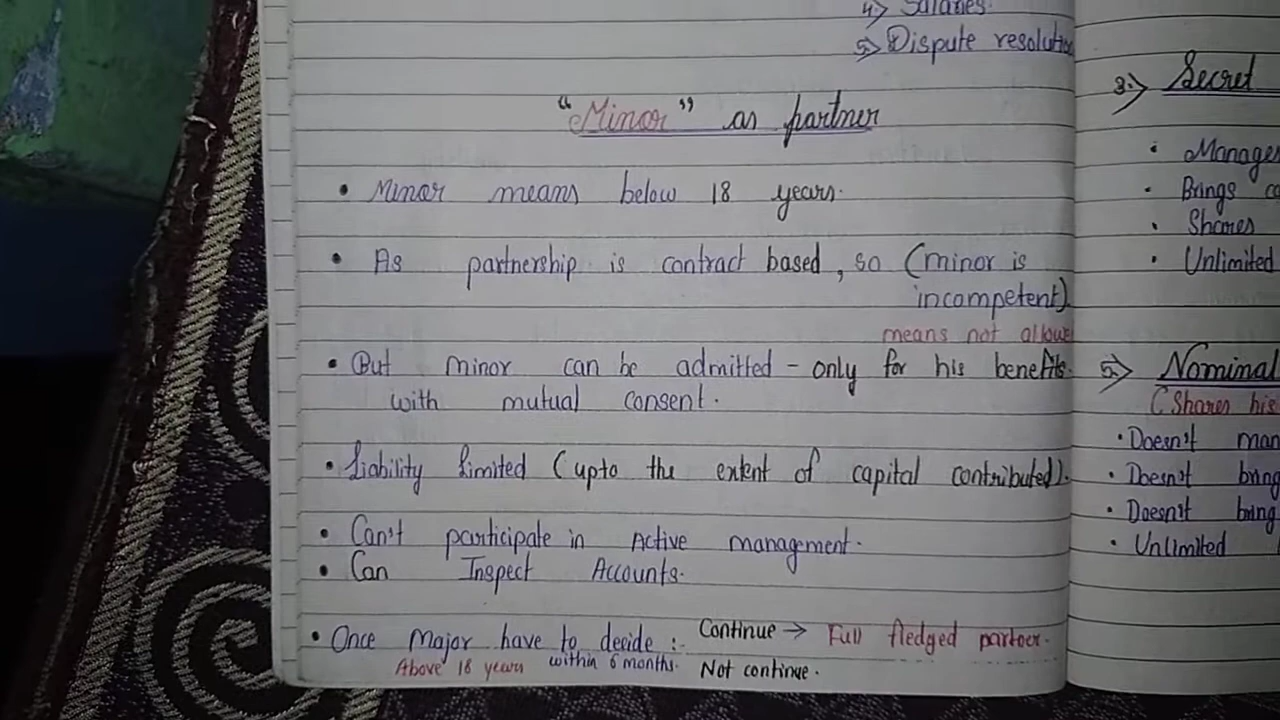 4) Salaries.
5) Dispute resolution
"Minor" as partner
• Minor means below 18 years.
• As partnership is contract based, so (minor is
incompetent).
means not allowe
• But minor can be admitted - only for his benefits.
with mutual consent.
• Liability limited (upto the extent of capital contributed).
• Can't participate in Active management.
• Can Inspect Accounts.
• Once Major have to decide :- Continue → Full fledged partner.
Above 18 years within 6 months. Not continue.
3) Secret
• Manage
• Brings
• Shares
• Unlimited
5) Nominal
(Shares his
• Doesn't man
• Doesn't bring
• Doesn't bring
• Unlimited